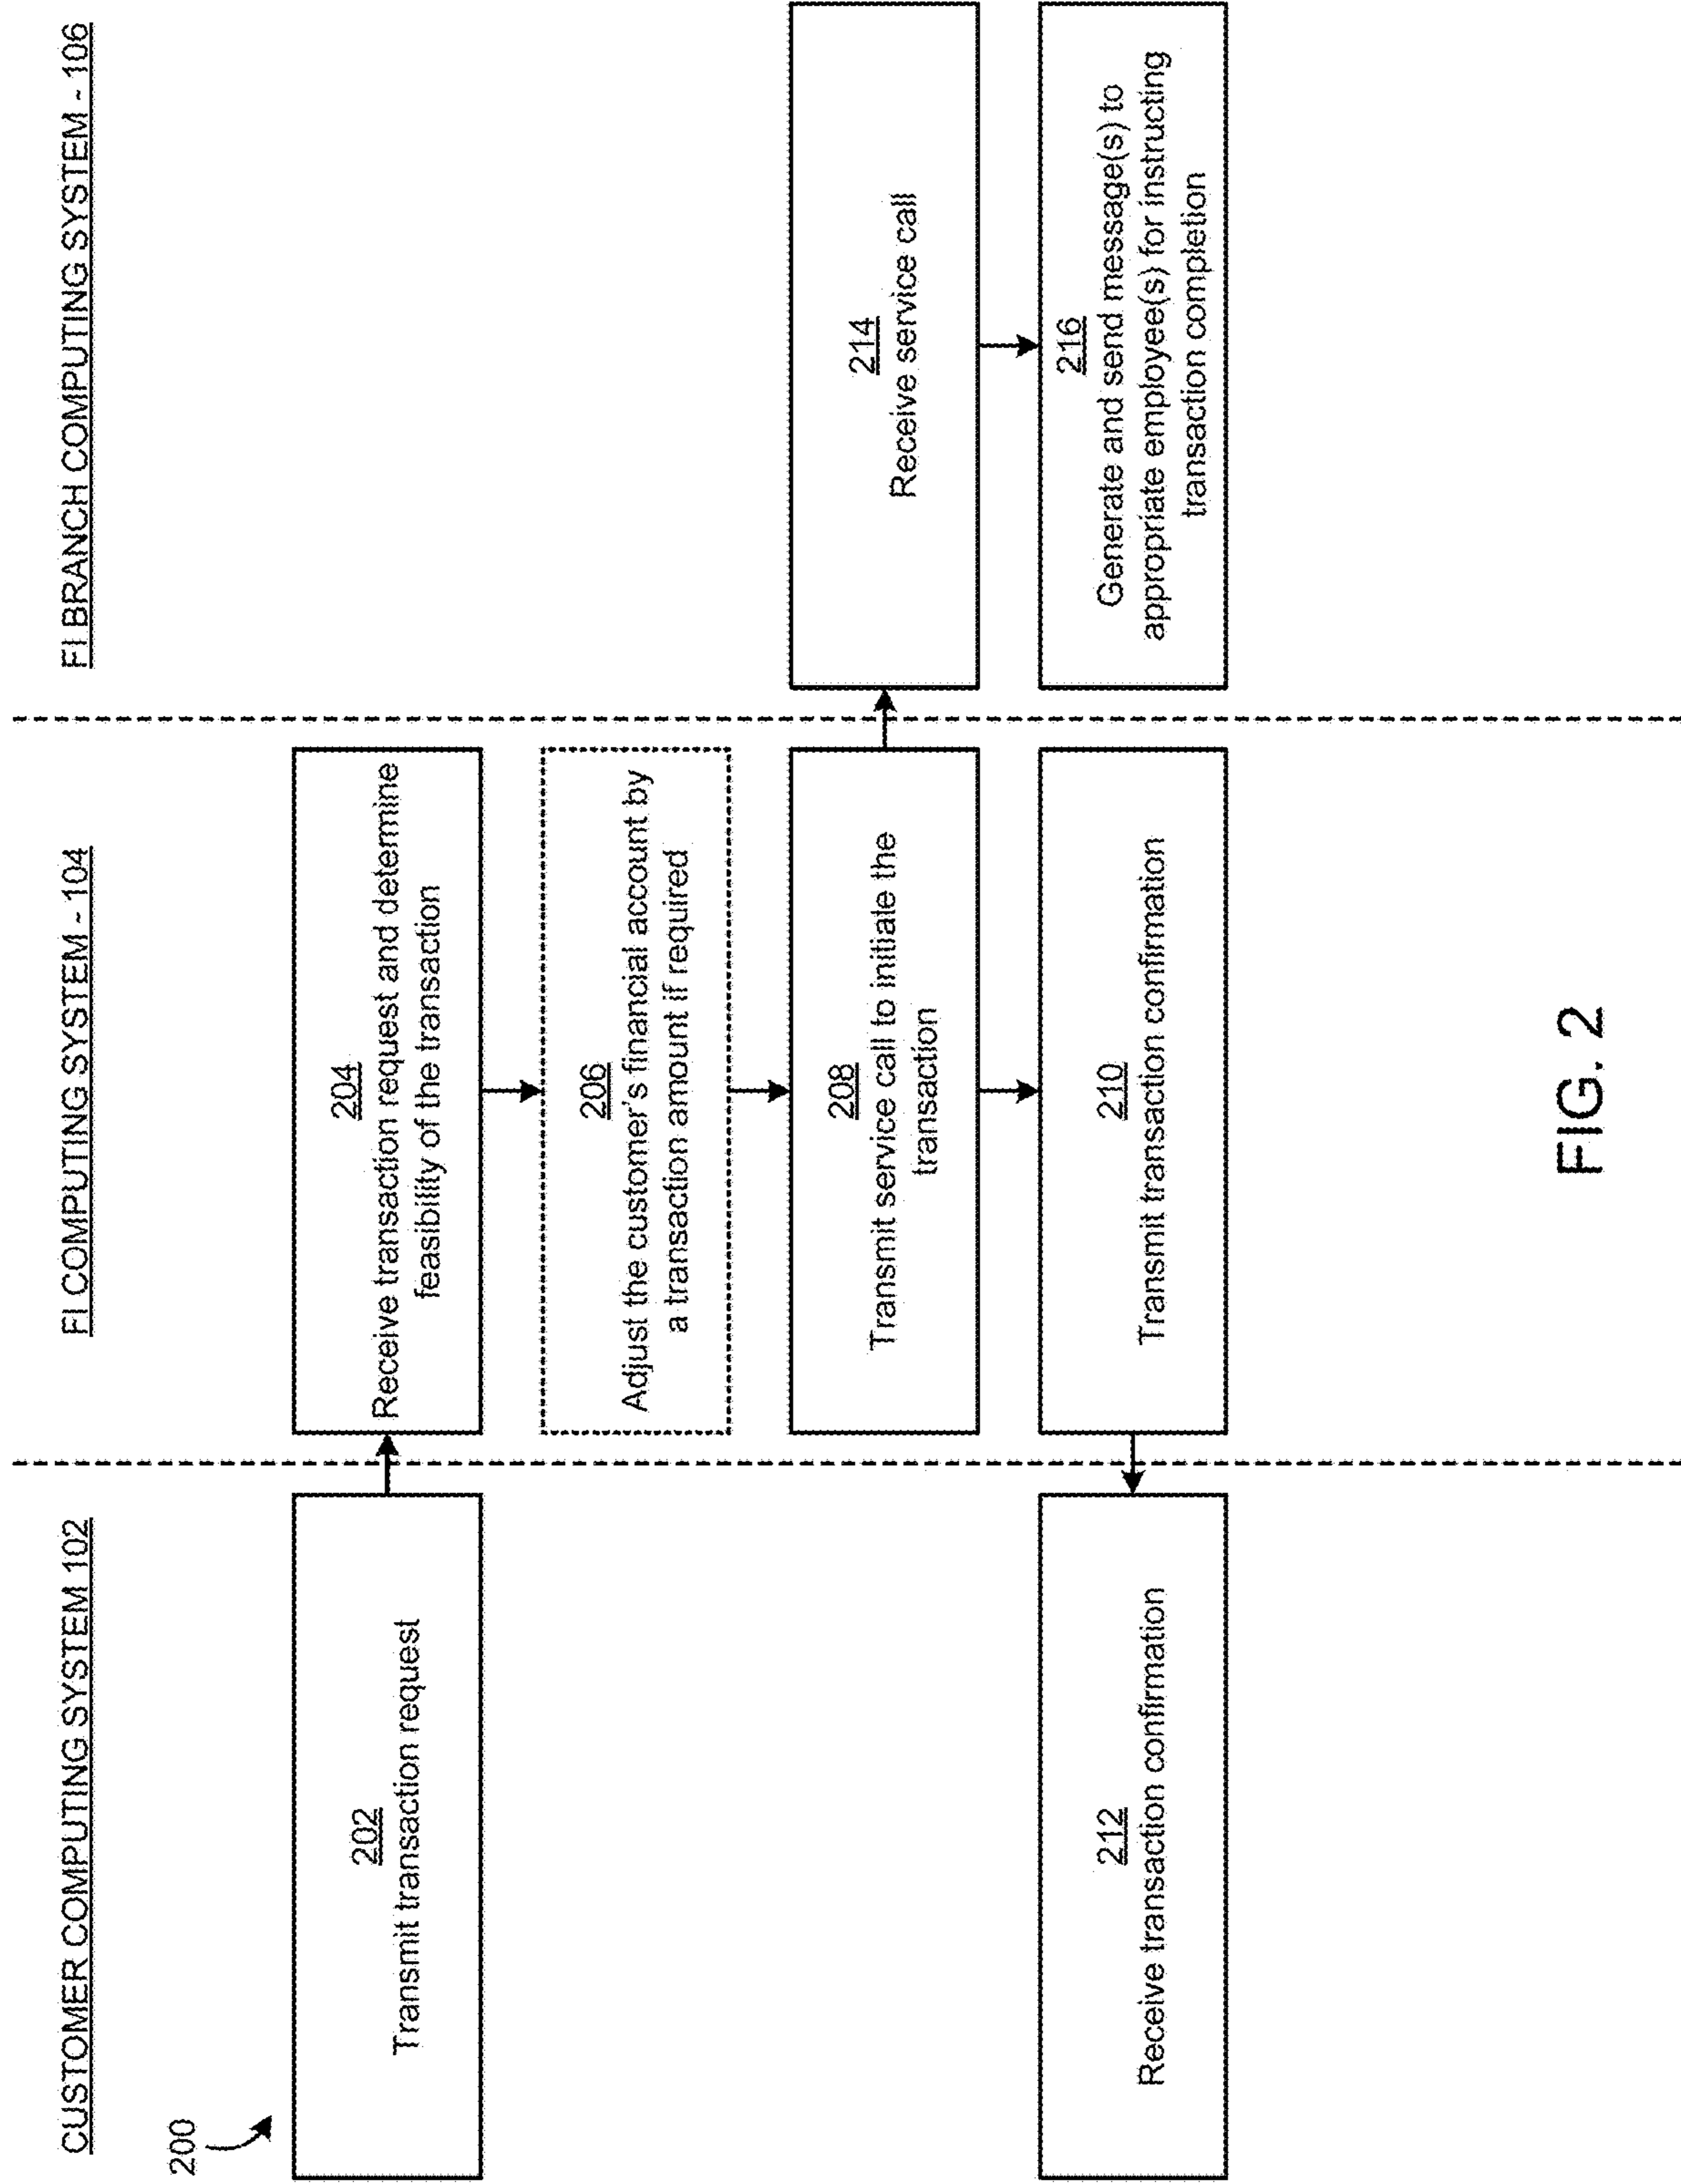 CUSTOMER COMPUTING SYSTEM 102
FI COMPUTING SYSTEM - 104
FI BRANCH COMPUTING SYSTEM - 106
200
202
Transmit transaction request
204
Receive transaction request and determine
feasibility of the transaction
206
Adjust the customer's financial account by
a transaction amount if required
208
Transmit service call to initiate the
transaction
214
Receive service call
212
Receive transaction confirmation
210
Transmit transaction confirmation
216
Generate and send message(s) to
appropriate employee(s) for instructing
transaction completion
FIG. 2